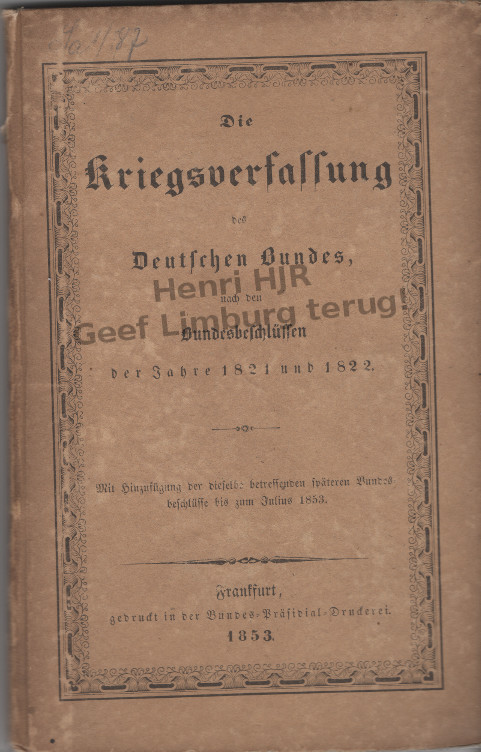 Die
Kriegsverfassung
des
Deutschen Bundes,
Henri HJR
nach den
Geef Limburg terug!
Bundesbeschlüssen
der Jahre 1821 und 1822.
Mit Hinzufügung der dieselbe betreffenden späteren Bundes
beschlüsse bis zum Julius 1853.
Frankfurt,
gedruckt in der Bundes-Präsidial-Druckerei.
1853.